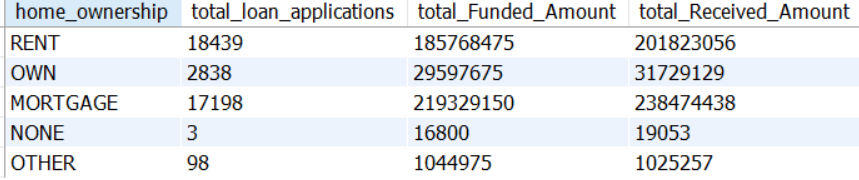 home_ownership total_loan_applications total_Funded_Amount total_Received_Amount
RENT 18439 185768475 201823056
OWN 2838 29597675 31729129
MORTGAGE 17198 219329150 238474438
NONE 3 16800 19053
OTHER 98 1044975 1025257